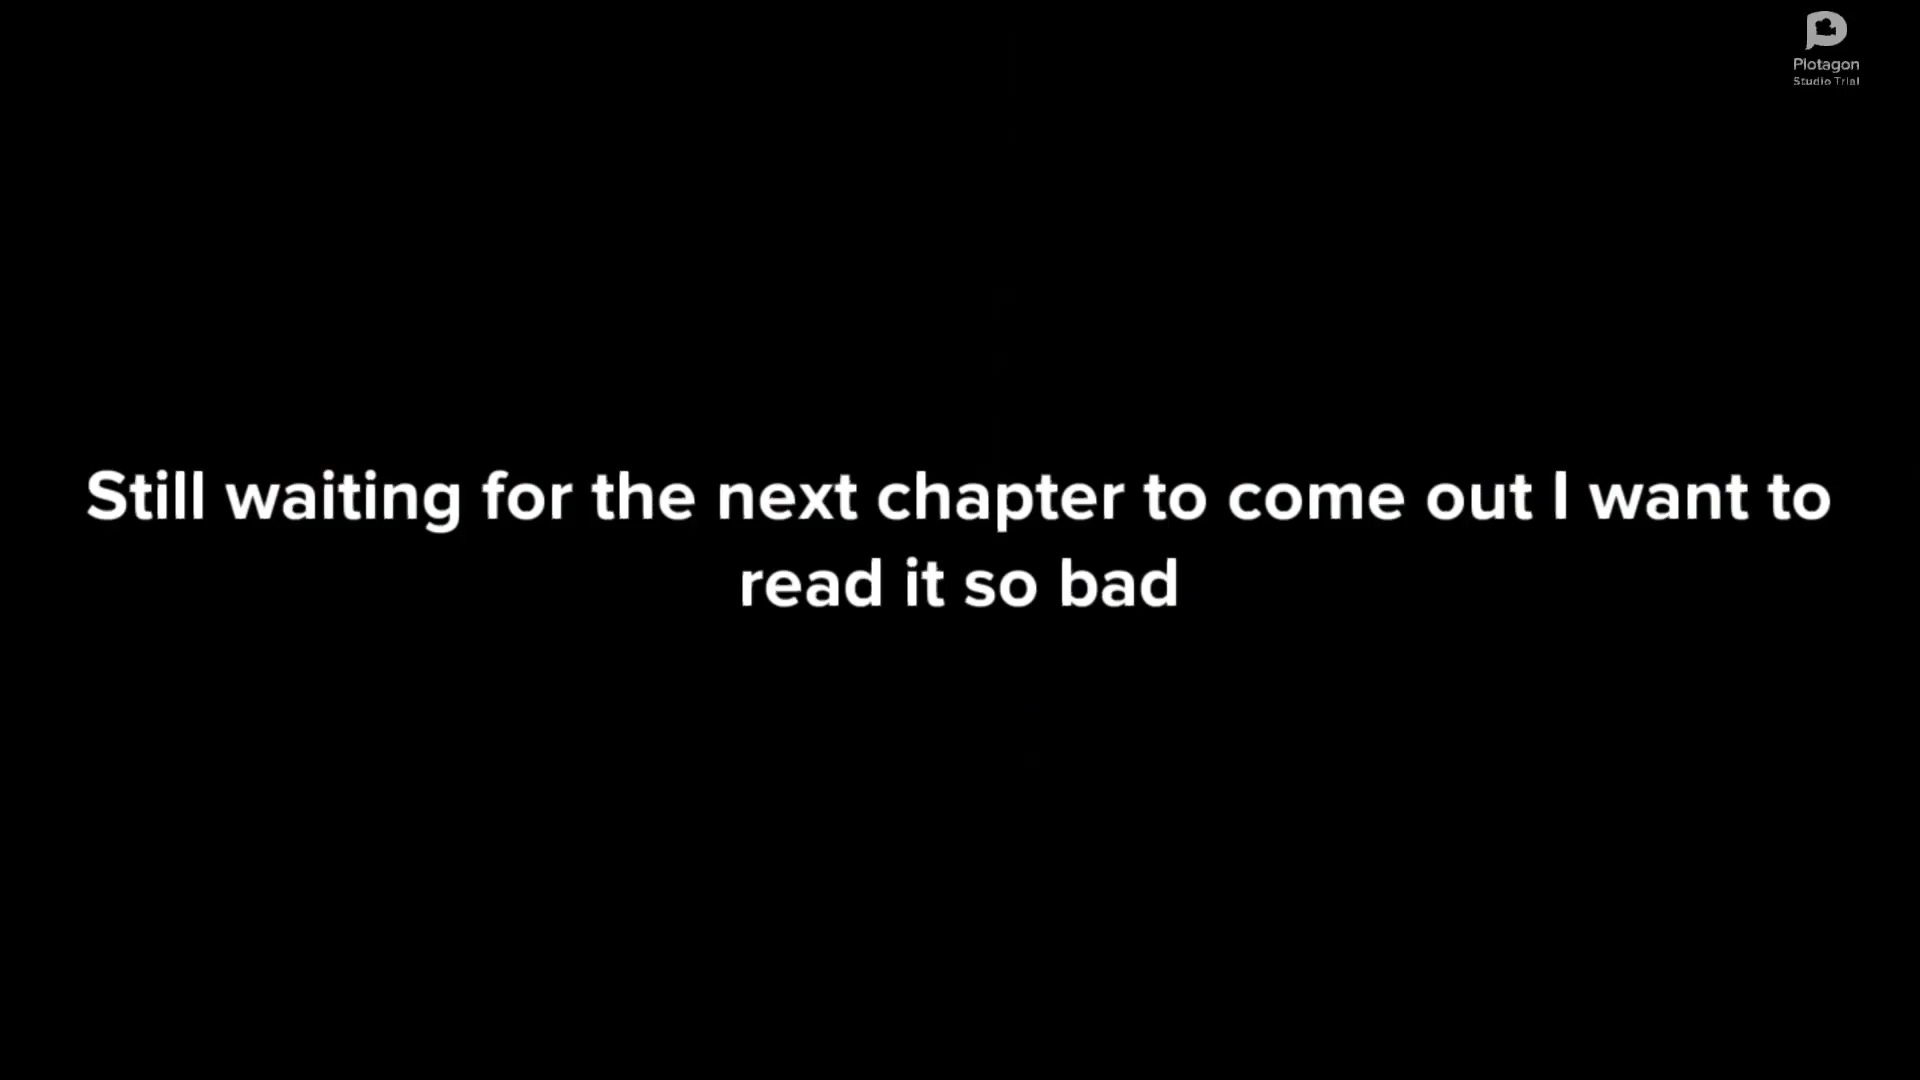 Plotagon
Studio Trial
Still waiting for the next chapter to come out I want to
read it so bad